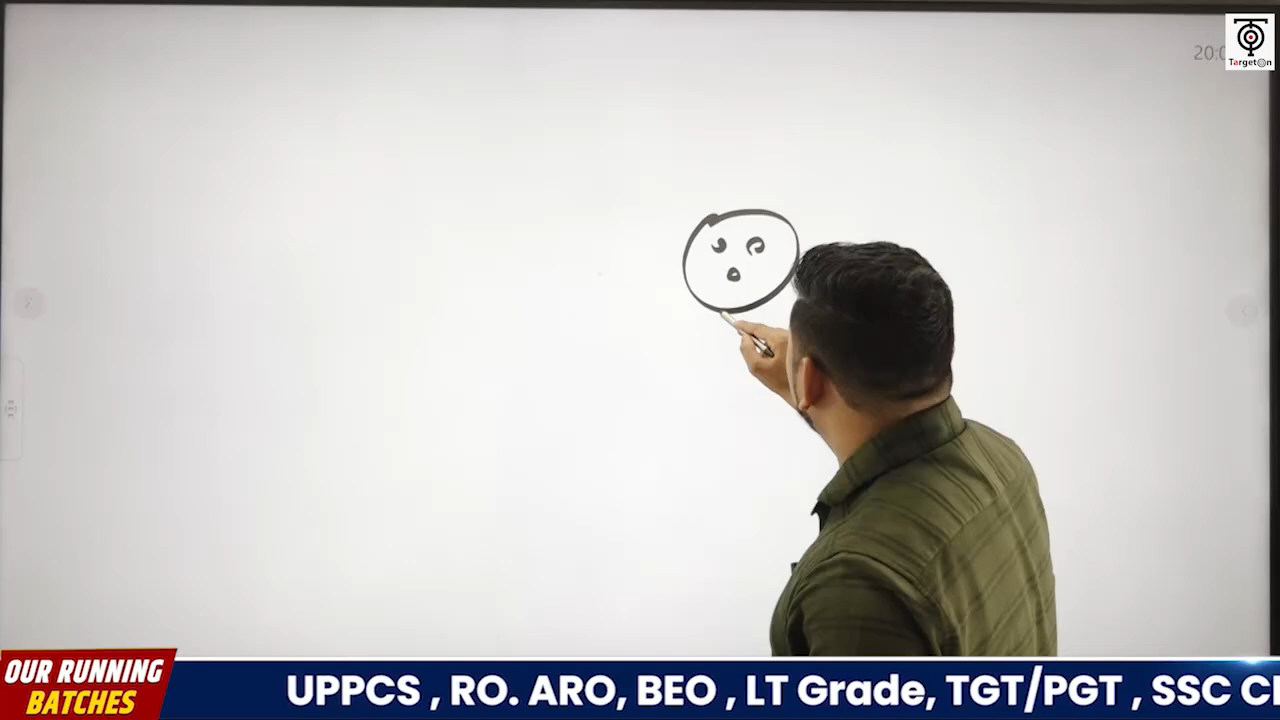 20:0
TargetOn
OUR RUNNING
BATCHES
UPPCS , RO. ARO, BEO , LT Grade, TGT/PGT , SSC